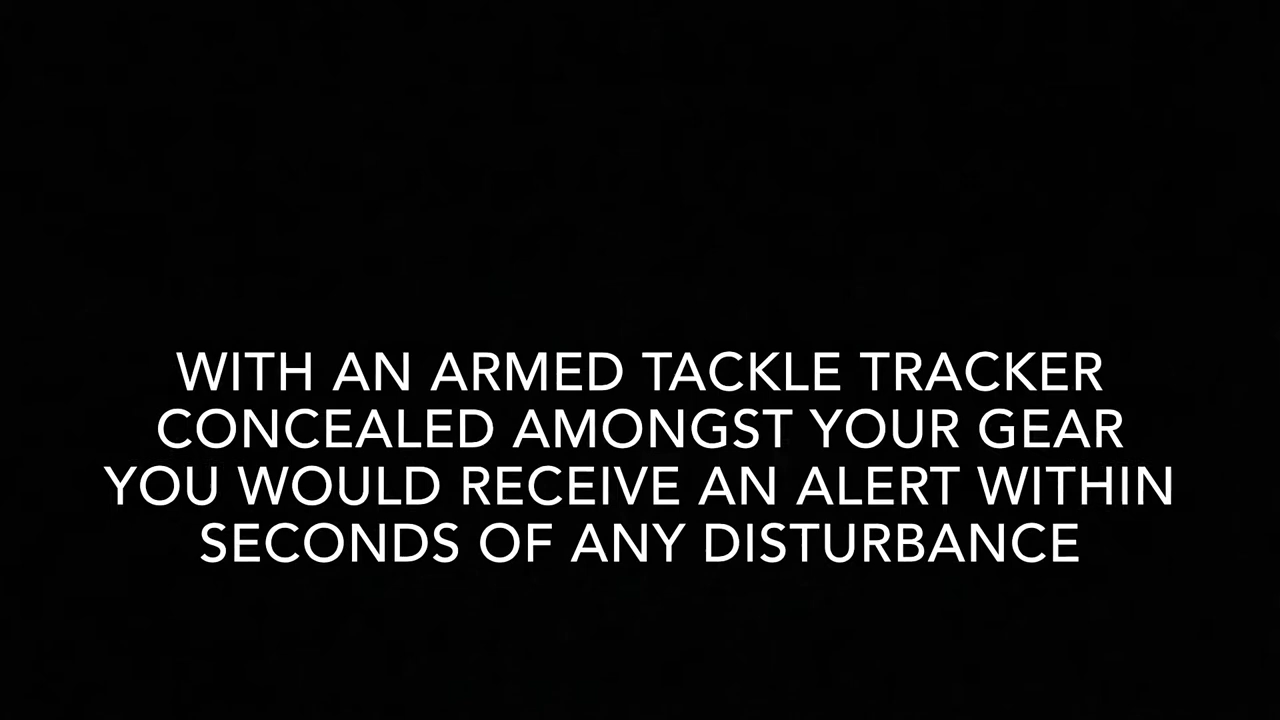 WITH AN ARMED TACKLE TRACKER
CONCEALED AMONGST YOUR GEAR
YOU WOULD RECEIVE AN ALERT WITHIN
SECONDS OF ANY DISTURBANCE